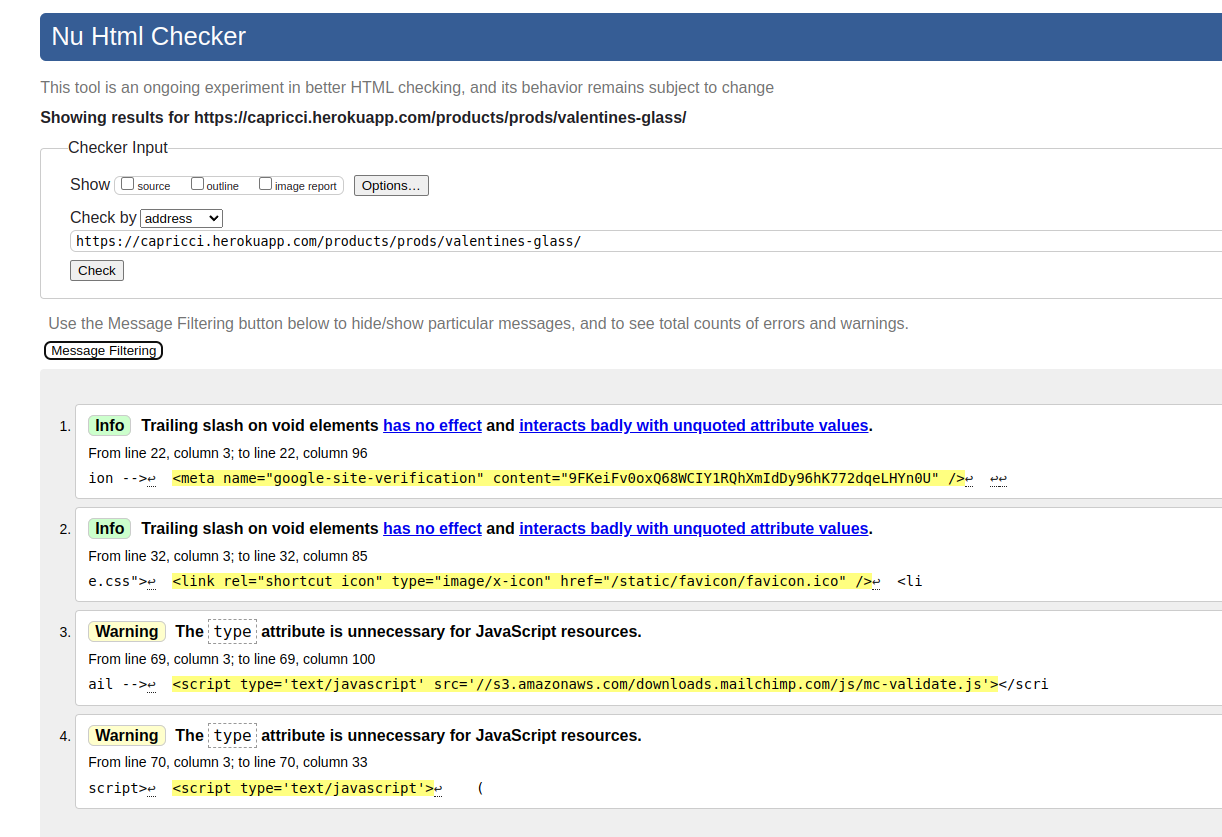 Nu Html Checker
This tool is an ongoing experiment in better HTML checking, and its behavior remains subject to change
Showing results for https://capricci.herokuapp.com/products/prods/valentines-glass/
Checker Input
Show source outline image report Options…
Check by address
https://capricci.herokuapp.com/products/prods/valentines-glass/
Check
Use the Message Filtering button below to hide/show particular messages, and to see total counts of errors and warnings.
Message Filtering
1. Info Trailing slash on void elements has no effect and interacts badly with unquoted attribute values.
From line 22, column 3; to line 22, column 96
ion -->↩ <meta name="google-site-verification" content="9FKeiFv0oxQ68WCIY1RQhXmIdDy96hK772dqeLHYn0U" />↩ ↩↩
2. Info Trailing slash on void elements has no effect and interacts badly with unquoted attribute values.
From line 32, column 3; to line 32, column 85
e.css">↩ <link rel="shortcut icon" type="image/x-icon" href="/static/favicon/favicon.ico" />↩ <li
3. Warning The type attribute is unnecessary for JavaScript resources.
From line 69, column 3; to line 69, column 100
ail -->↩ <script type='text/javascript' src='//s3.amazonaws.com/downloads.mailchimp.com/js/mc-validate.js'></scri
4. Warning The type attribute is unnecessary for JavaScript resources.
From line 70, column 3; to line 70, column 33
script>↩ <script type='text/javascript'>↩ (